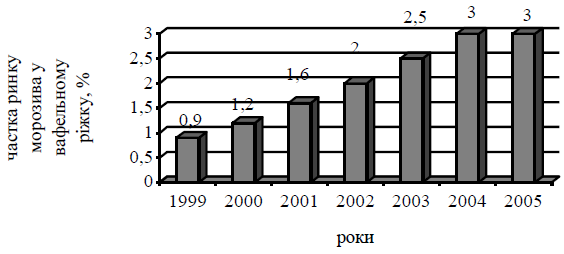 частка ринку
морозива у
вафельному
ріжку, %
3
2,5
2
1,5
1
0,5
0
0,9
1,2
1,6
2
2,5
3
3
1999 2000 2001 2002 2003 2004 2005
роки